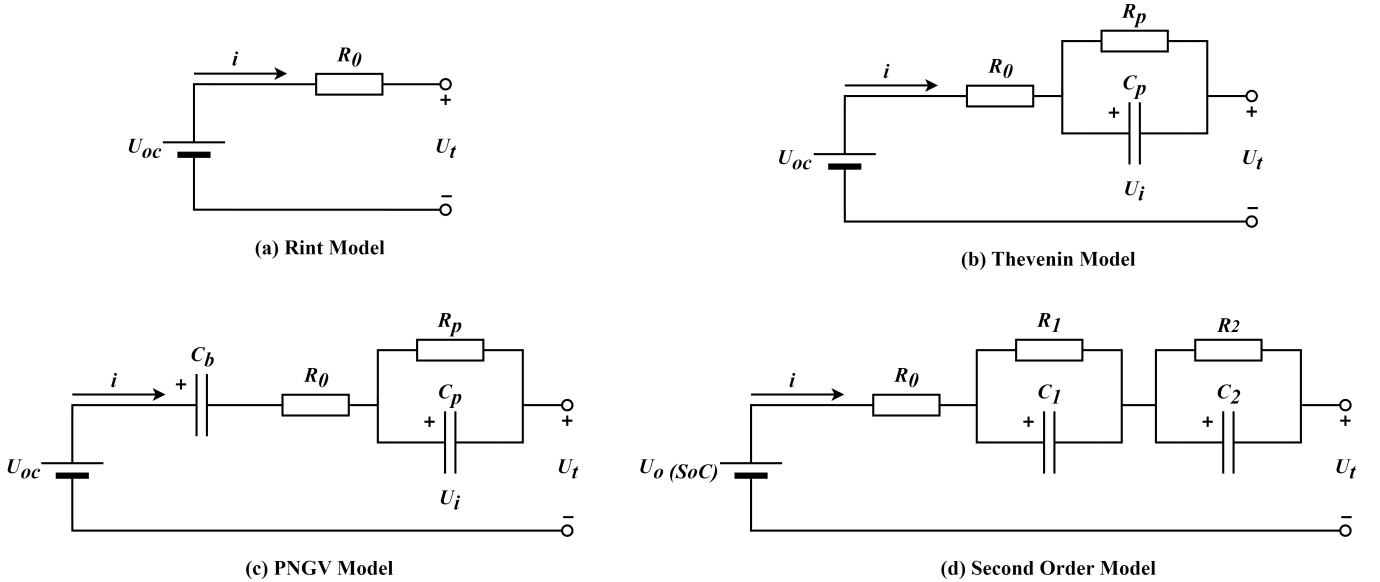 i
R0
+
Uoc
Ut
−
(a) Rint Model
Rp
i
R0
Cp
+
+
Uoc
Ut
Ui
−
(b) Thevenin Model
Rp
Cb
i
+
R0
Cp
+
+
Uoc
Ut
Ui
−
(c) PNGV Model
R1
R2
i
R0
C1
C2
+
+
+
Uo (SoC)
Ut
−
(d) Second Order Model